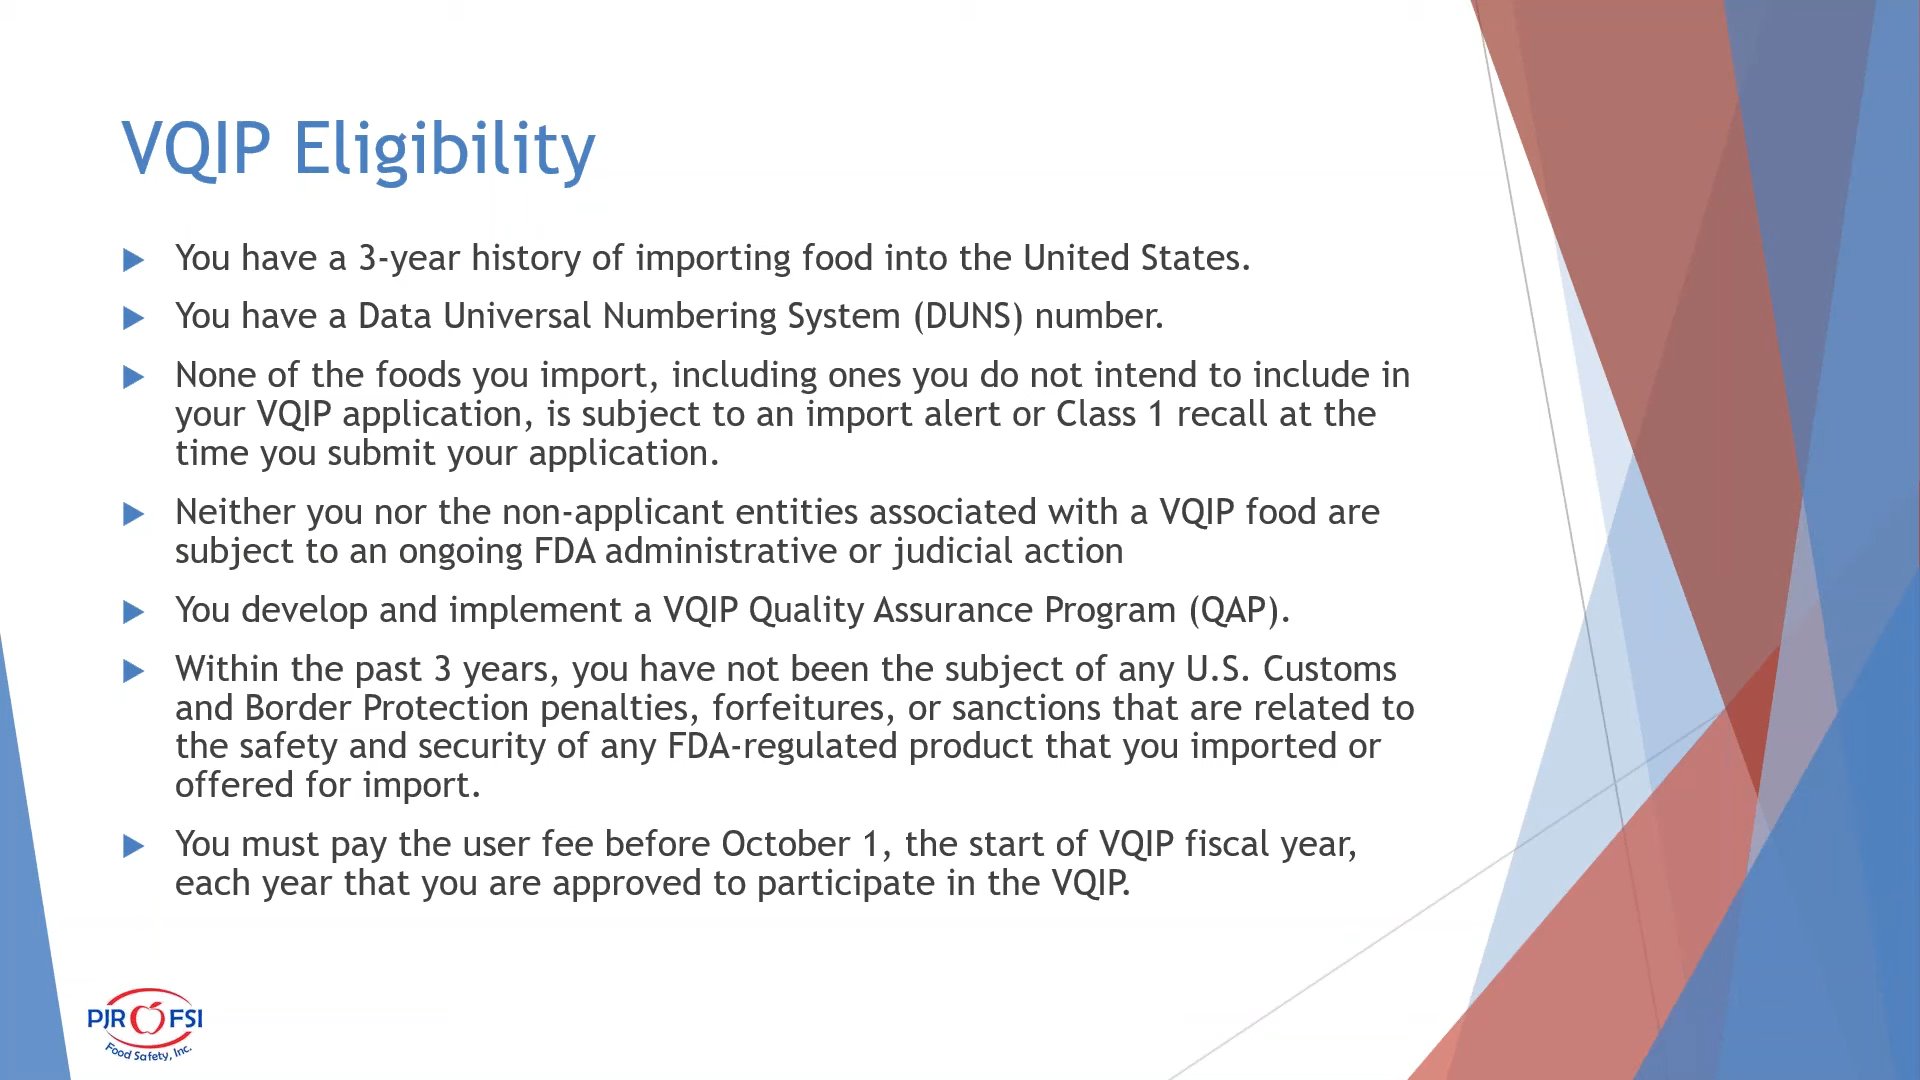 VQIP Eligibility
You have a 3-year history of importing food into the United States.
You have a Data Universal Numbering System (DUNS) number.
None of the foods you import, including ones you do not intend to include in
your VQIP application, is subject to an import alert or Class 1 recall at the
time you submit your application.
Neither you nor the non-applicant entities associated with a VQIP food are
subject to an ongoing FDA administrative or judicial action
You develop and implement a VQIP Quality Assurance Program (QAP).
Within the past 3 years, you have not been the subject of any U.S. Customs
and Border Protection penalties, forfeitures, or sanctions that are related to
the safety and security of any FDA-regulated product that you imported or
offered for import.
You must pay the user fee before October 1, the start of VQIP fiscal year,
each year that you are approved to participate in the VQIP.
PJR FSI
Food Safety, Inc.